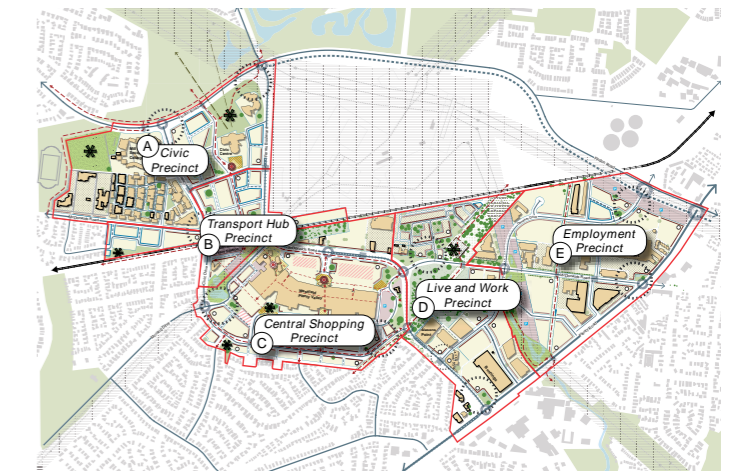 A
Civic
Precinct
Transport Hub
Precinct
B
Employment
Precinct
E
Live and Work
Precinct
D
Central Shopping
Precinct
C